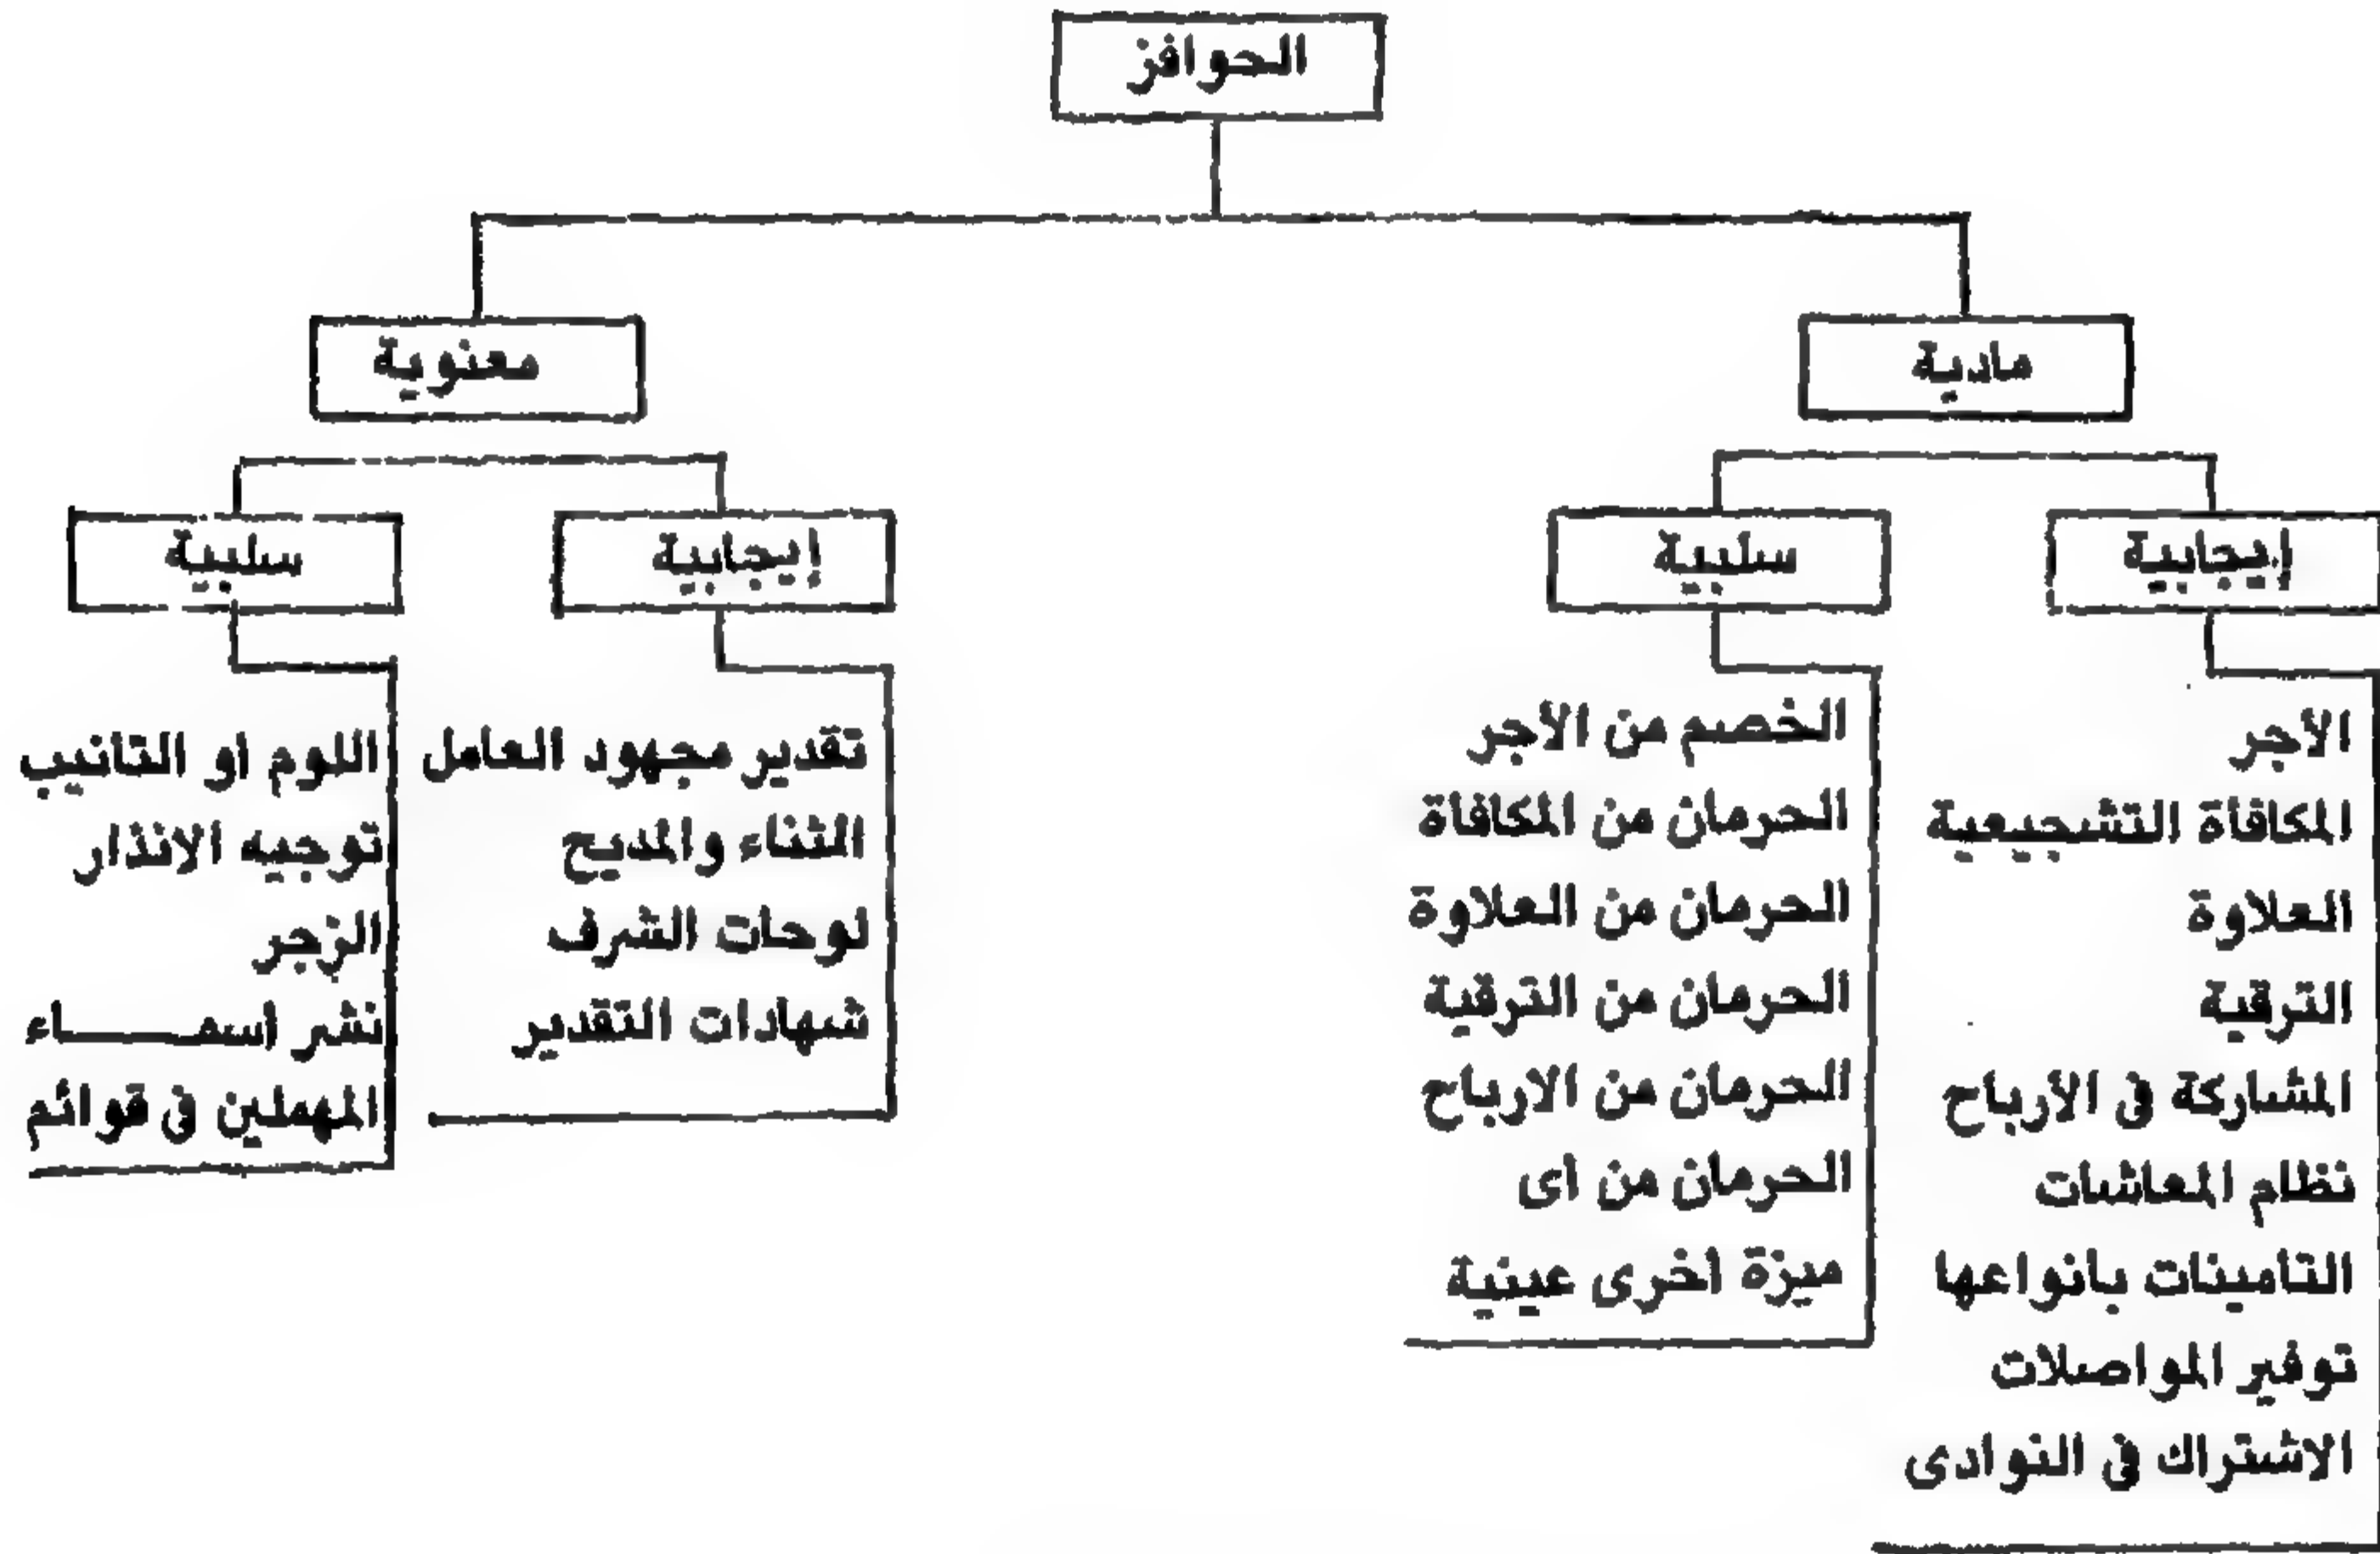 الحوافز
مادية
معنوية
إيجابية
سلبية
إيجابية
سلبية
الاجر
المكافاة التشجيعية
العلاوة
الترقية
المشاركة فى الارباح
نظام المعاشات
التامينات بانواعها
توفير المواصلات
الاشتراك فى النوادى
الخصم من الاجر
الحرمان من المكافاة
الحرمان من العلاوة
الحرمان من الترقية
الحرمان من الارباح
الحرمان من اى
ميزة اخرى عينية
تقدير مجهود العامل
الثناء والمديح
لوحات الشرف
شهادات التقدير
اللوم او التانيب
توجيه الانذار
الزجر
نشر اسمـــــاء
المهملين فى قوائم